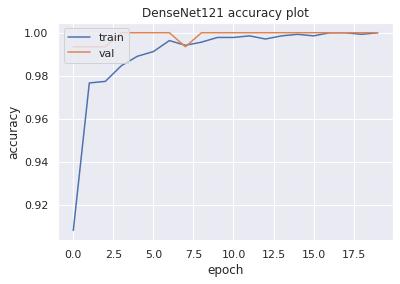 DenseNet121 accuracy plot
train
val
accuracy
1.00
0.98
0.96
0.94
0.92
0.0 2.5 5.0 7.5 10.0 12.5 15.0 17.5
epoch